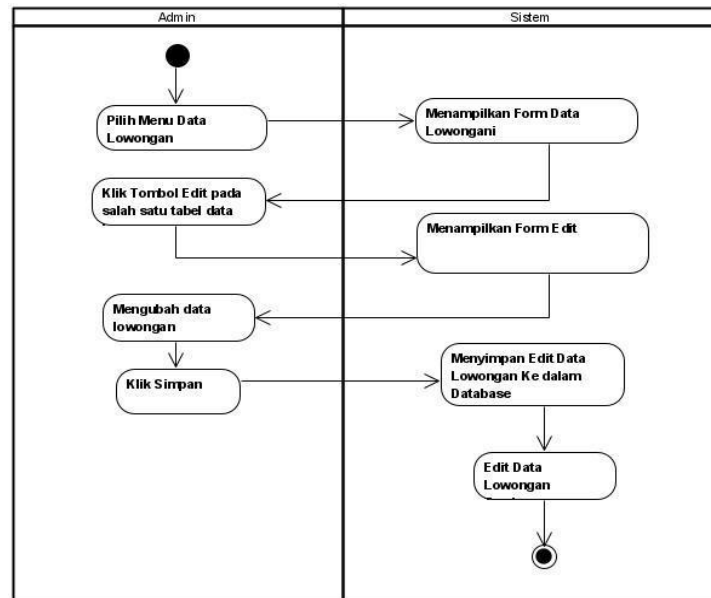 Admin
Sistem
Pilih Menu Data
Lowongan
Menampilkan Form Data
Lowongani
Klik Tombol Edit pada
salah satu tabel data
Menampilkan Form Edit
Mengubah data
lowongan
Klik Simpan
Menyimpan Edit Data
Lowongan Ke dalam
Database
Edit Data
Lowongan